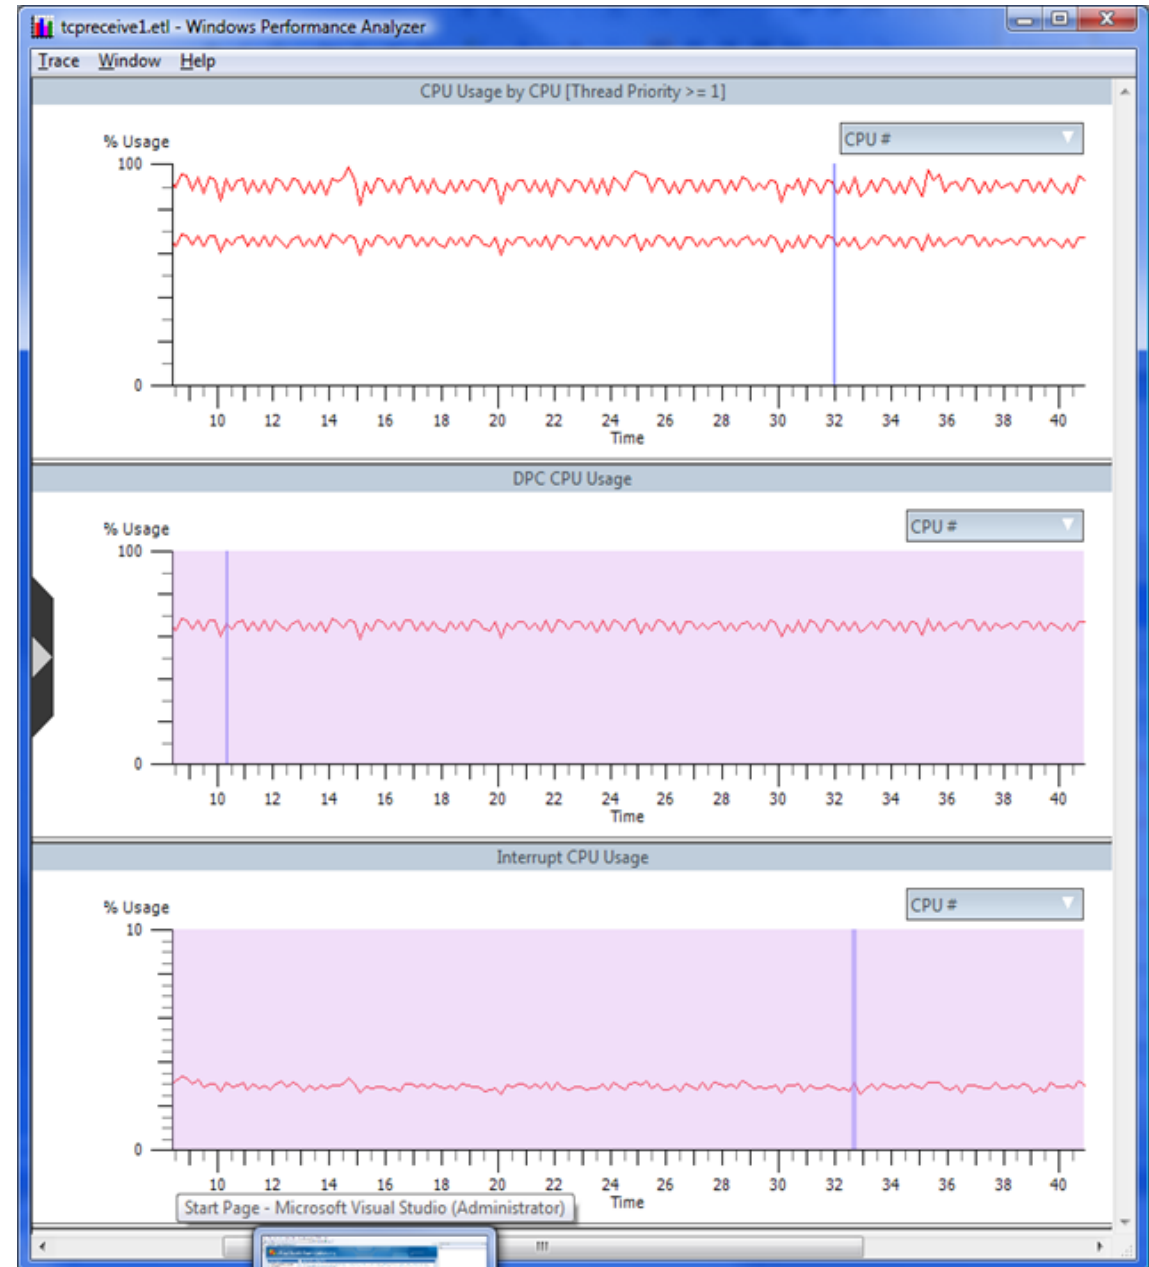 tcpreceive1.etl - Windows Performance Analyzer
Trace Window Help
CPU Usage by CPU [Thread Priority >= 1]
% Usage
CPU #
100
0
10 12 14 16 18 20 22 24 26 28 30 32 34 36 38 40
Time
DPC CPU Usage
% Usage
CPU #
100
0
10 12 14 16 18 20 22 24 26 28 30 32 34 36 38 40
Time
Interrupt CPU Usage
% Usage
CPU #
10
0
10 12 14 16 18 20 22 24 26 28 30 32 34 36 38 40
Time
Start Page - Microsoft Visual Studio (Administrator)